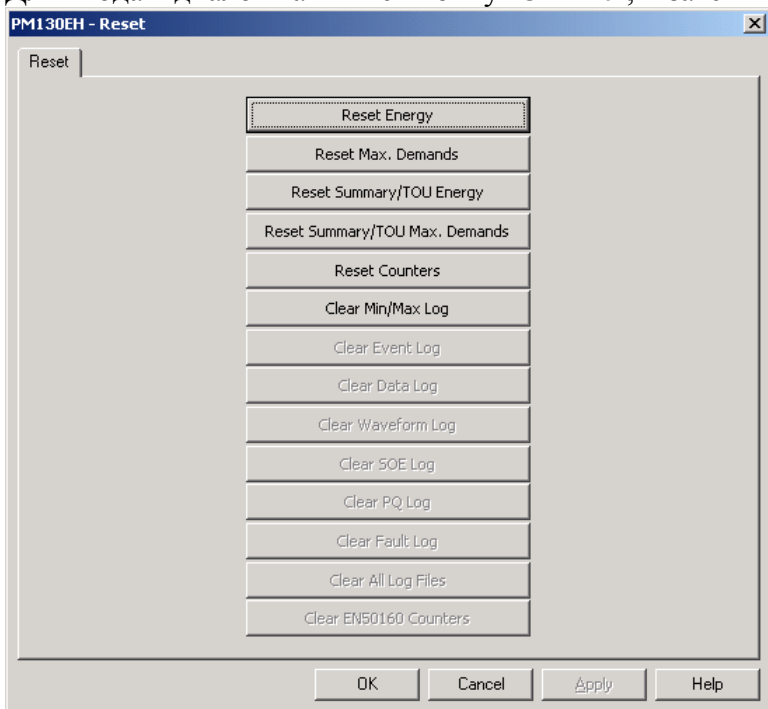 PM130EH - Reset
Reset
Reset Energy
Reset Max. Demands
Reset Summary/TOU Energy
Reset Summary/TOU Max. Demands
Reset Counters
Clear Min/Max Log
Clear Event Log
Clear Data Log
Clear Waveform Log
Clear SOE Log
Clear PQ Log
Clear Fault Log
Clear All Log Files
Clear EN50160 Counters
OK Cancel Apply Help